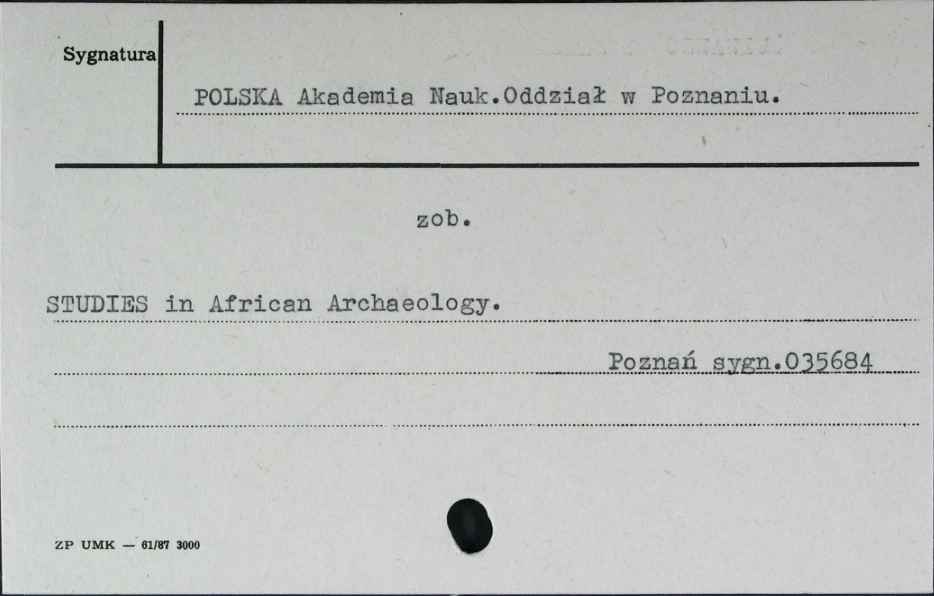 Sygnatura
POLSKA Akademia Nauk.Oddział w Poznaniu.
zob.
STUDIES in African Archaeology.
Poznań sygn.035684
ZP UMK — 61/87 3000